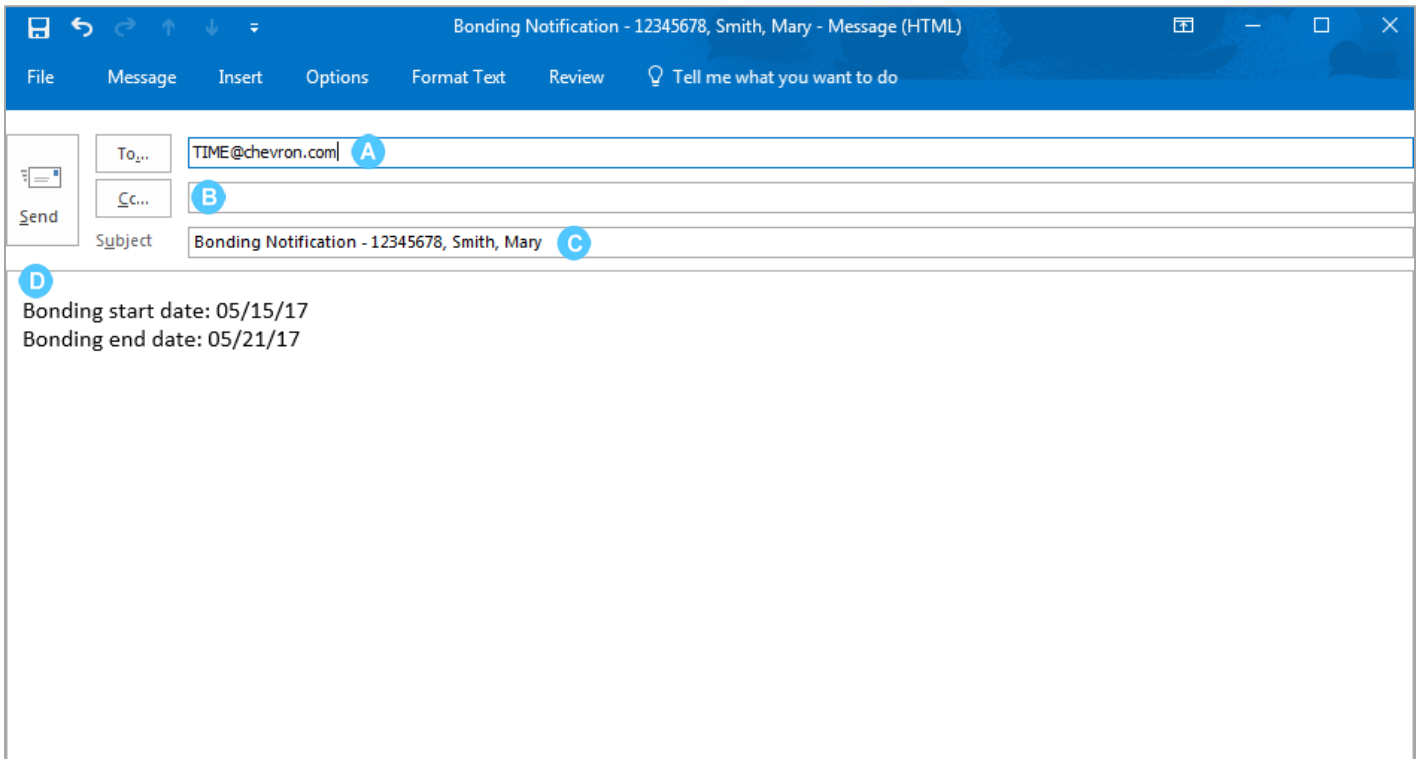 Bonding Notification - 12345678, Smith, Mary - Message (HTML)
File Message Insert Options Format Text Review Tell me what you want to do
To... TIME@chevron.com A
Cc... B
Send
Subject Bonding Notification - 12345678, Smith, Mary C
D
Bonding start date: 05/15/17
Bonding end date: 05/21/17